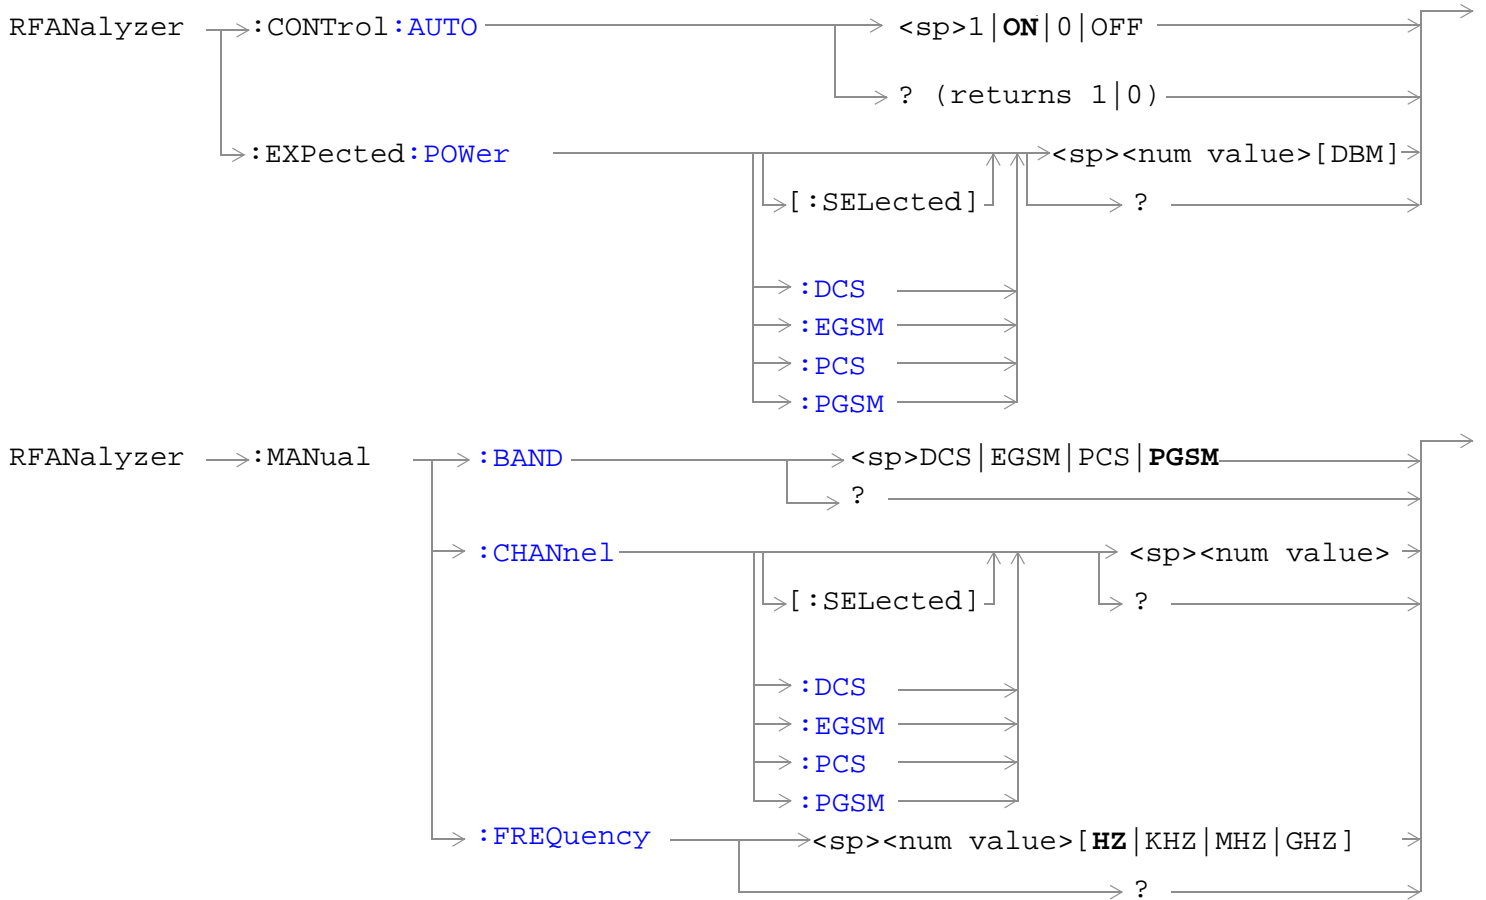 RFANalyzer :CONTrol:AUTO <sp>1|ON|0|OFF
? (returns 1|0)
:EXPected:POWer <sp><num value>[DBM]
[:SELected] ?
:DCS
:EGSM
:PCS
:PGSM
RFANalyzer :MANual :BAND <sp>DCS|EGSM|PCS|PGSM
?
:CHANnel <sp><num value>
[:SELected] ?
:DCS
:EGSM
:PCS
:PGSM
:FREQuency <sp><num value>[HZ|KHZ|MHZ|GHZ]
?